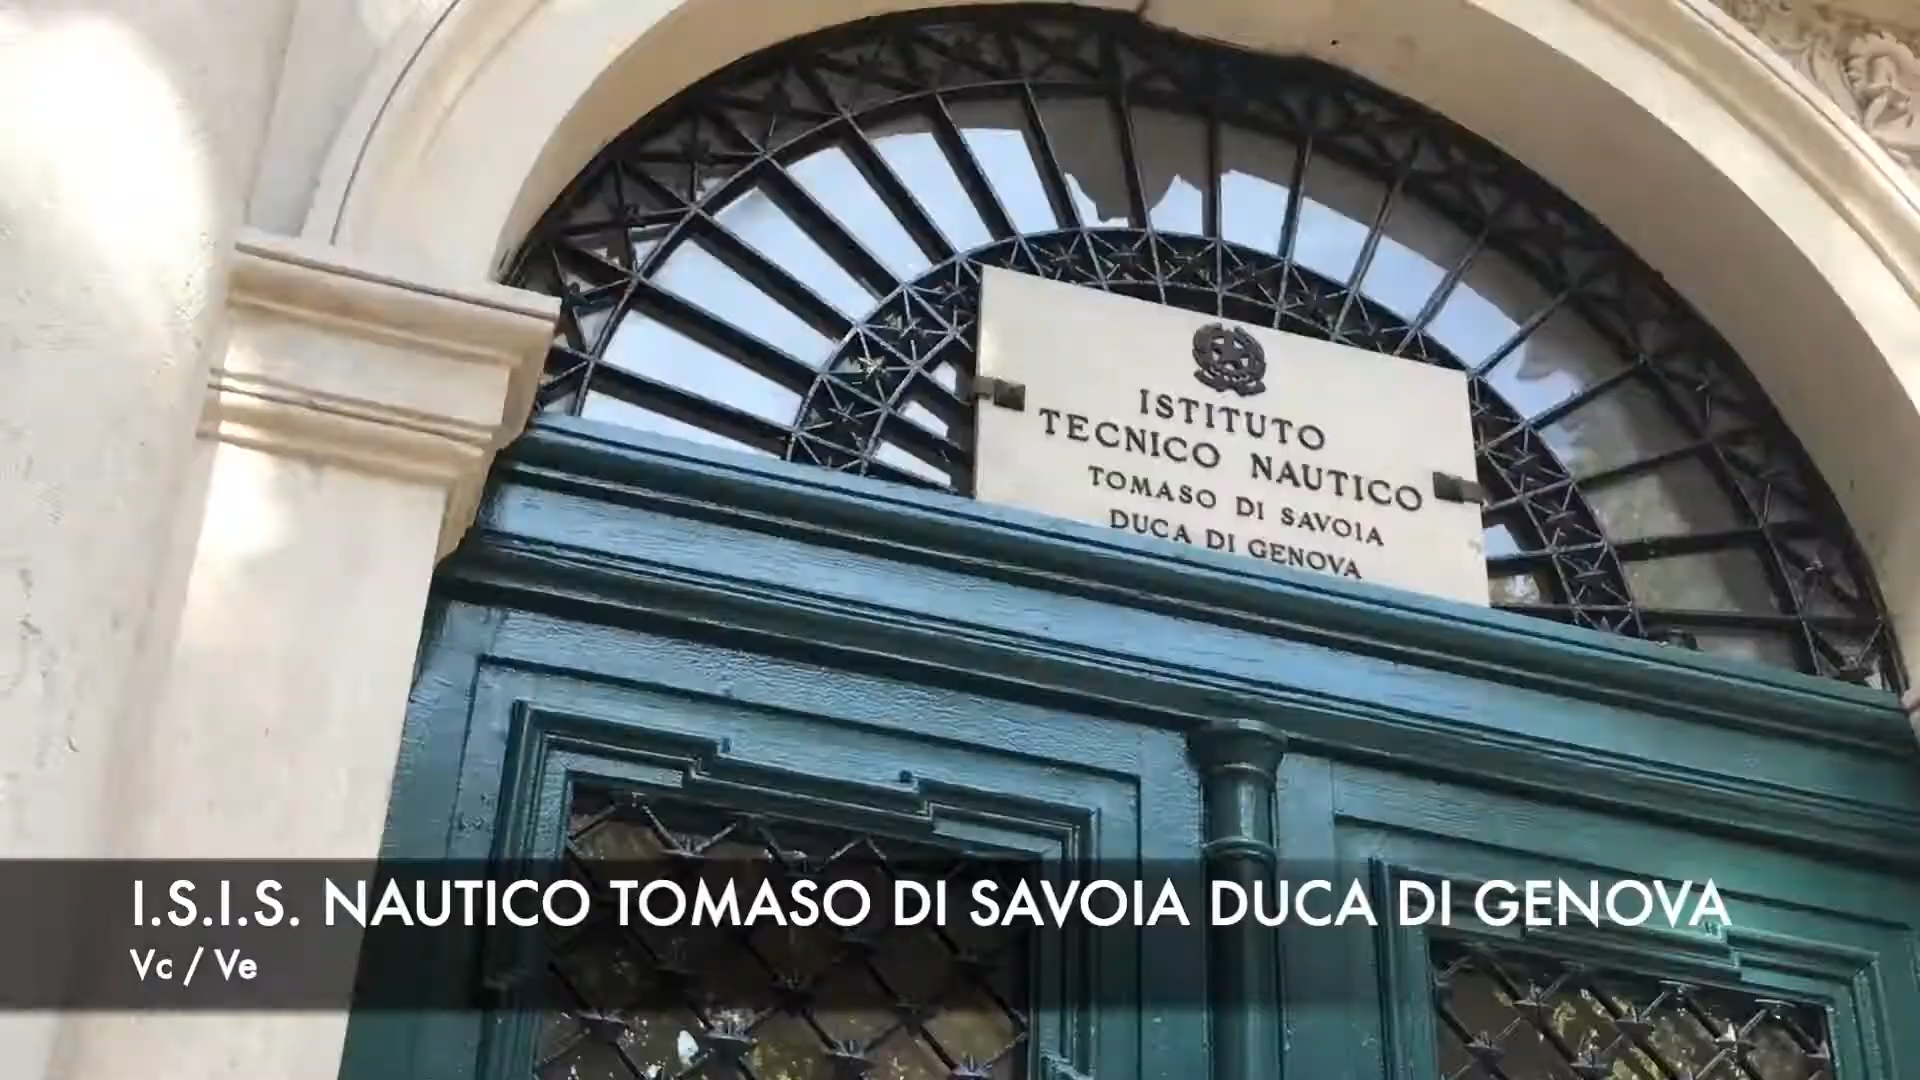 ISTITUTO
TECNICO NAUTICO
TOMASO DI SAVOIA
DUCA DI GENOVA
I.S.I.S. NAUTICO TOMASO DI SAVOIA DUCA DI GENOVA
Vc / Ve